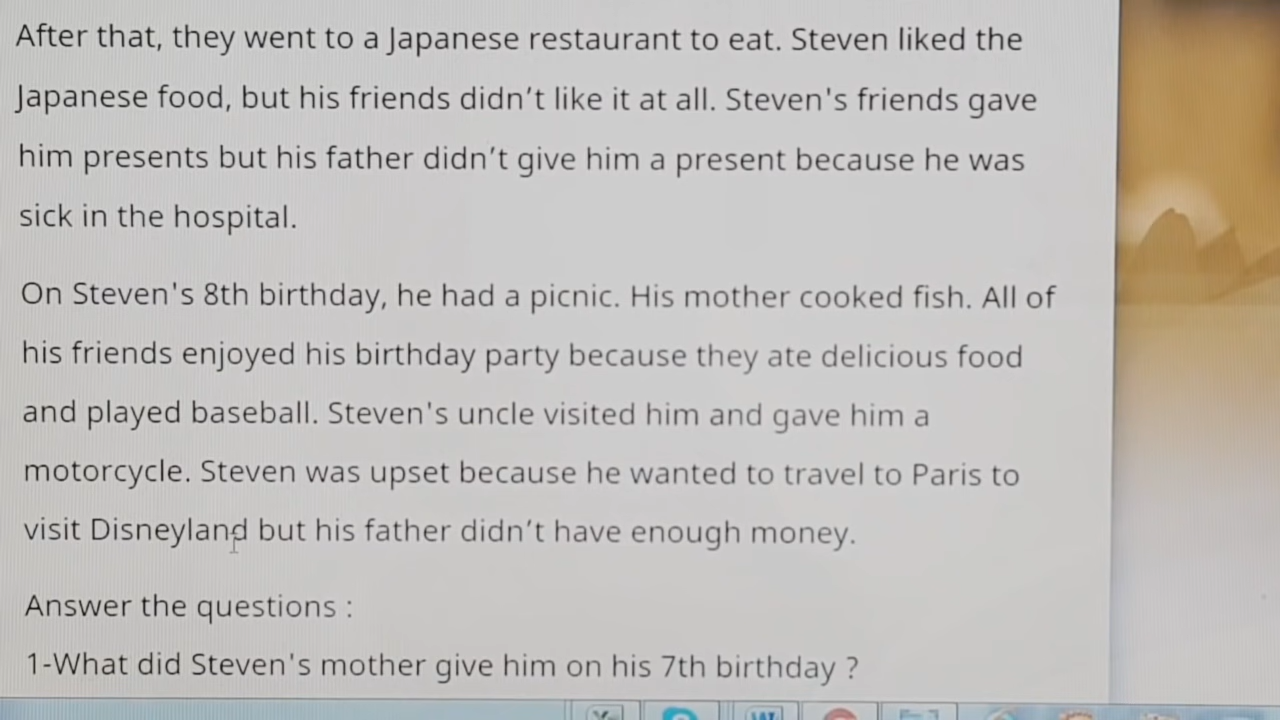 After that, they went to a Japanese restaurant to eat. Steven liked the
Japanese food, but his friends didn’t like it at all. Steven's friends gave
him presents but his father didn’t give him a present because he was
sick in the hospital.
On Steven's 8th birthday, he had a picnic. His mother cooked fish. All of
his friends enjoyed his birthday party because they ate delicious food
and played baseball. Steven's uncle visited him and gave him a
motorcycle. Steven was upset because he wanted to travel to Paris to
visit Disneyland but his father didn’t have enough money.
Answer the questions :
1-What did Steven's mother give him on his 7th birthday ?